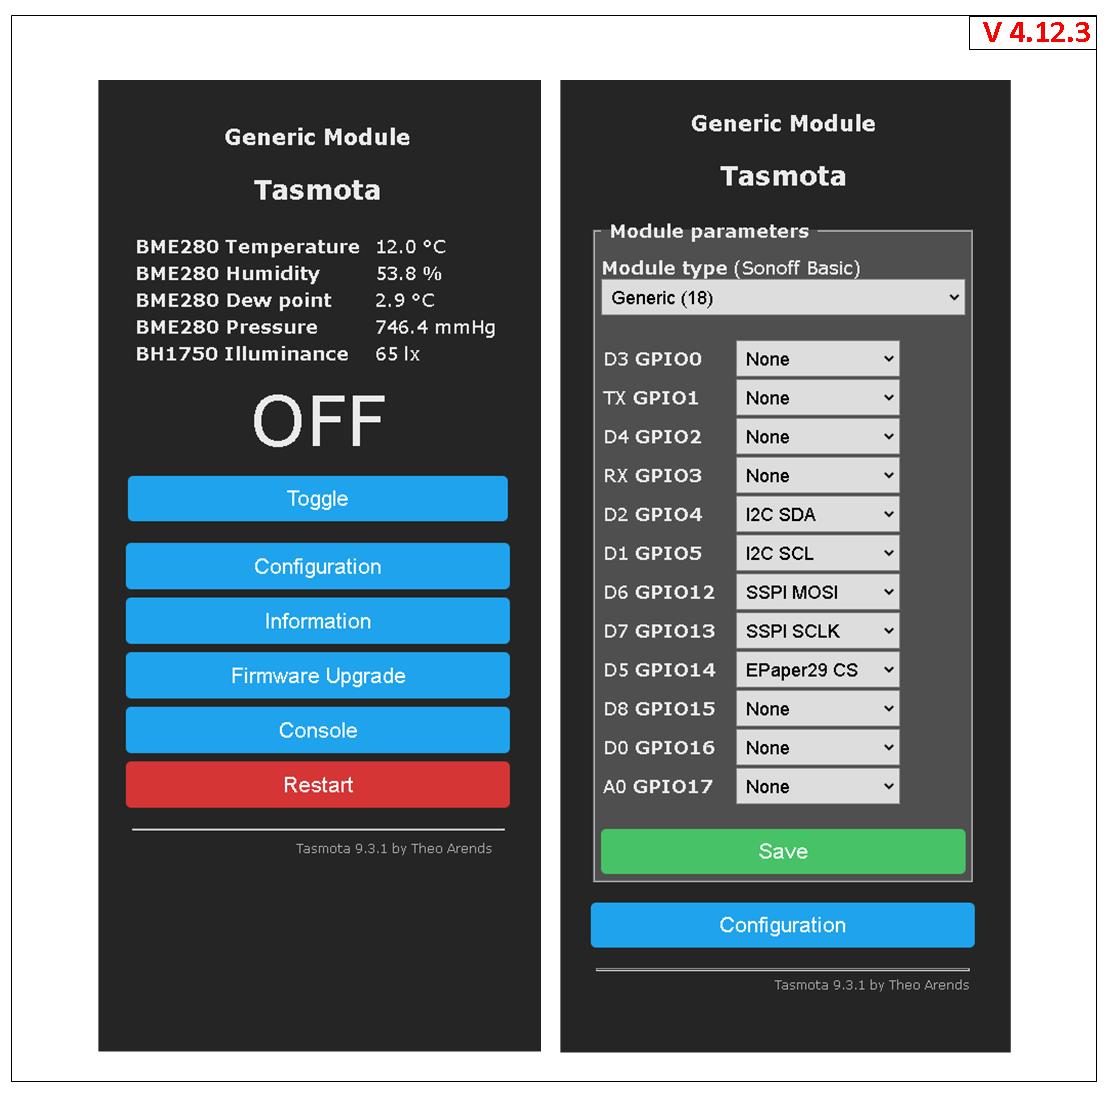 V 4.12.3
Generic Module
Tasmota
BME280 Temperature 12.0 °C
BME280 Humidity 53.8 %
BME280 Dew point 2.9 °C
BME280 Pressure 746.4 mmHg
BH1750 Illuminance 65 lx
OFF
Toggle
Configuration
Information
Firmware Upgrade
Console
Restart
Tasmota 9.3.1 by Theo Arends
Generic Module
Tasmota
Module parameters
Module type (Sonoff Basic)
Generic (18)
D3 GPIO0 None
TX GPIO1 None
D4 GPIO2 None
RX GPIO3 None
D2 GPIO4 I2C SDA
D1 GPIO5 I2C SCL
D6 GPIO12 SSPI MOSI
D7 GPIO13 SSPI SCLK
D5 GPIO14 EPaper29 CS
D8 GPIO15 None
D0 GPIO16 None
A0 GPIO17 None
Save
Configuration
Tasmota 9.3.1 by Theo Arends